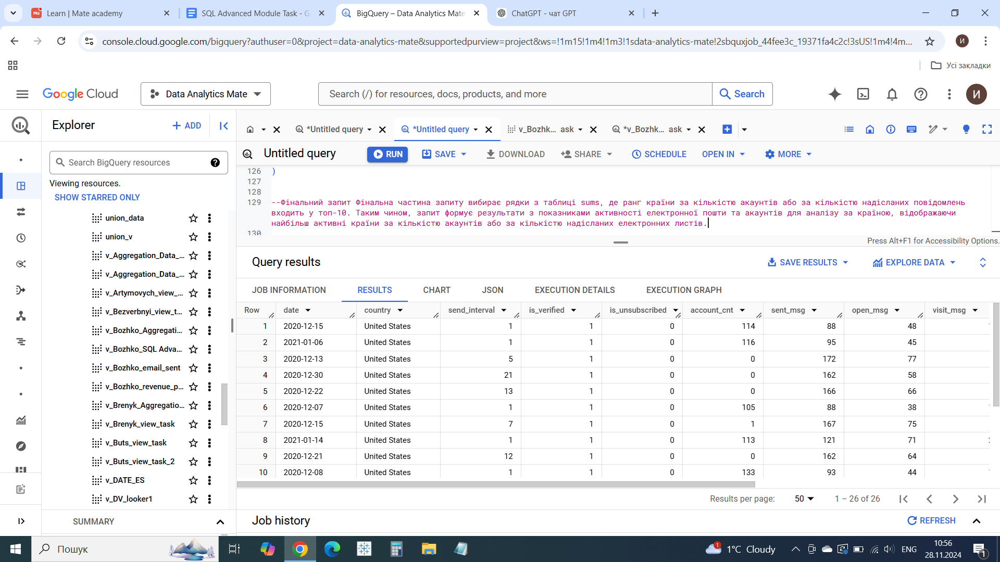 Learn | Mate academy
SQL Advanced Module Task - G
BigQuery – Data Analytics Mate
ChatGPT - чат GPT
console.cloud.google.com/bigquery?authuser=0&project=data-analytics-mate&supportedpurview=project&ws=!1m15!1m4!1m3!1sdata-analytics-mate!2sbquxjob_44fee3c_19371fa4c2c!3sUS!1m4!4m...
И
Усі закладки
Google Cloud
Data Analytics Mate
Search (/) for resources, docs, products, and more
Search
И
Explorer
+ ADD
*Untitled query
*Untitled query
v_Bozhk... ask
*v_Bozhk... ask
Untitled query
RUN
SAVE
DOWNLOAD
SHARE
SCHEDULE
OPEN IN
MORE
Search BigQuery resources
Viewing resources.
SHOW STARRED ONLY
union_data
union_v
v_Aggregation_Data_...
v_Aggregation_Data_...
v_Artymovych_view_...
v_Bezverbnyi_view_t...
v_Bozhko_Aggregati...
v_Bozhko_SQL Adva...
v_Bozhko_email_sent
v_Bozhko_revenue_p...
v_Brenyk_Aggregatio...
v_Brenyk_view_task
v_Buts_view_task
v_Buts_view_task_2
v_DATE_ES
v_DV_looker1
SUMMARY
126 )
127
128
129 --Фінальний запит Фінальна частина запиту вибирає рядки з таблиці sums, де ранг країни за кількістю акаунтів або за кількістю надісланих повідомлень
входить у топ-10. Таким чином, запит формує результати з показниками активності електронної пошти та акаунтів для аналізу за країною, відображаючи
найбільш активні країни за кількістю акаунтів або за кількістю надісланих електронних листів.
130
Press Alt+F1 for Accessibility Options.
Query results
SAVE RESULTS
EXPLORE DATA
JOB INFORMATION
RESULTS
CHART
JSON
EXECUTION DETAILS
EXECUTION GRAPH
Row date country send_interval is_verified is_unsubscribed account_cnt sent_msg open_msg visit_msg
1 2020-12-15 United States 1 1 0 114 88 48
2 2021-01-06 United States 1 1 0 116 95 45
3 2020-12-13 United States 5 1 0 0 172 77
4 2020-12-30 United States 21 1 0 0 162 58
5 2020-12-22 United States 13 1 0 0 166 66
6 2020-12-07 United States 1 1 0 105 88 38
7 2020-12-15 United States 7 1 0 1 167 75
8 2021-01-14 United States 1 1 0 113 121 71
9 2020-12-21 United States 12 1 0 0 162 64
10 2020-12-08 United States 1 1 0 133 93 44
Results per page: 50 1 – 26 of 26
Job history
REFRESH
Пошук
1
1°C Cloudy
ENG
10:56
28.11.2024
1